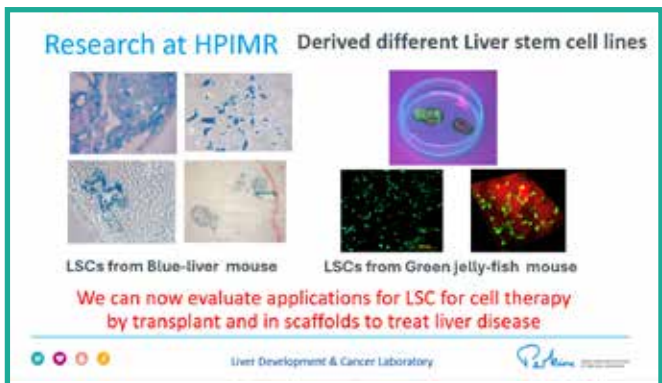 Research at HPIMR
Derived different Liver stem cell lines
LSCs from Blue-liver mouse
LSCs from Green jelly-fish mouse
We can now evaluate applications for LSC for cell therapy
by transplant and in scaffolds to treat liver disease
Liver Development & Cancer Laboratory
Perkins